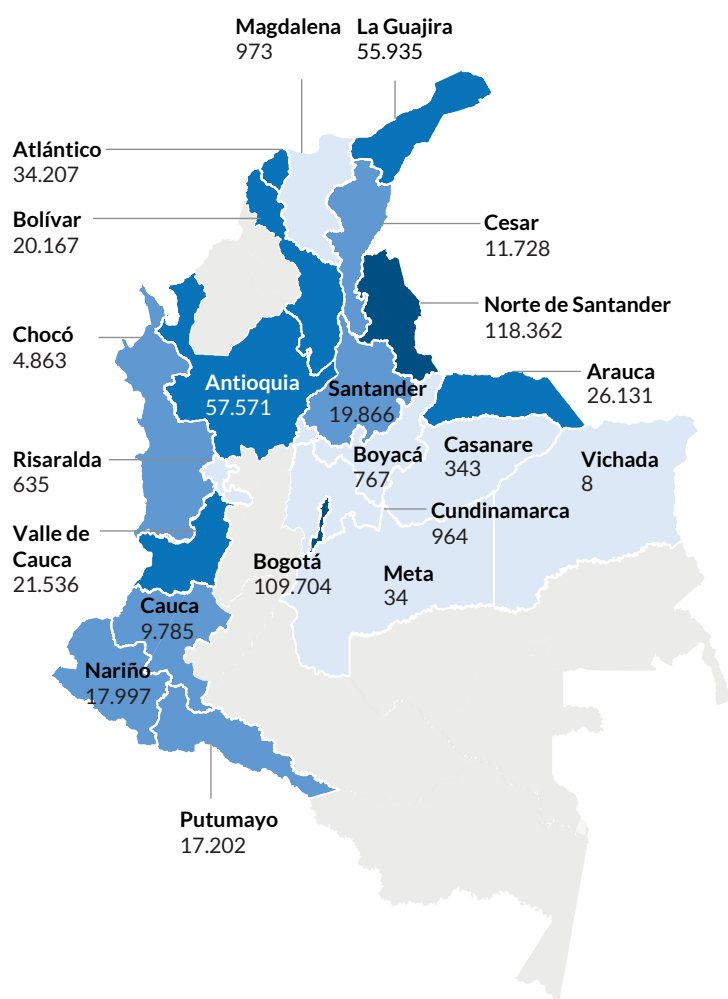 Magdalena
973
La Guajira
55.935
Atlántico
34.207
Bolívar
20.167
Cesar
11.728
Norte de Santander
118.362
Chocó
4.863
Arauca
26.131
Antioquia
57.571
Santander
19.866
Risaralda
635
Boyacá
767
Casanare
343
Vichada
8
Valle de
Cauca
21.536
Cundinamarca
964
Bogotá
109.704
Meta
34
Cauca
9.785
Nariño
17.997
Putumayo
17.202